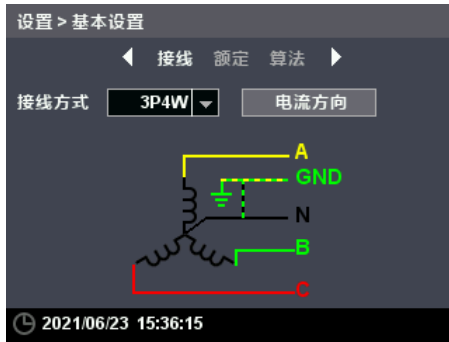 设置 > 基本设置
接线 额定 算法
接线方式 3P4W 电流方向
A
GND
N
B
C
2021/06/23 15:36:15